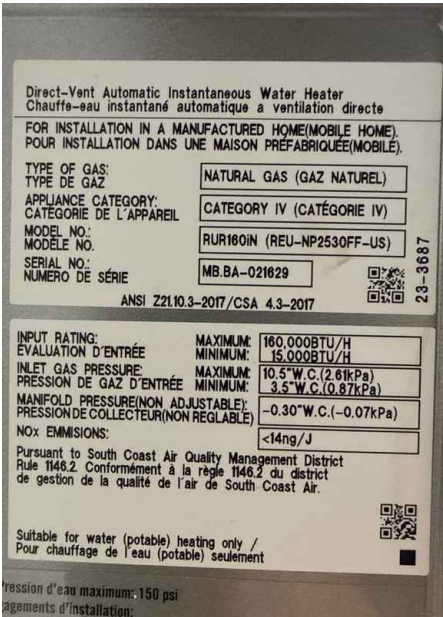 Direct-Vent Automatic Instantaneous Water Heater
Chauffe-eau instantané automatique a ventilation directe
FOR INSTALLATION IN A MANUFACTURED HOME(MOBILE HOME).
POUR INSTALLATION DANS UNE MAISON PRÉFABRIQUÉE(MOBILE).
TYPE OF GAS:
TYPE DE GAZ
NATURAL GAS (GAZ NATUREL)
APPLIANCE CATEGORY:
CATÉGORIE DE L'APPAREIL
CATEGORY IV (CATÉGORIE IV)
MODEL NO.:
MODÈLE NO.
RUR160iN (REU-NP2530FF-US)
SERIAL NO.:
NUMERO DE SÉRIE
MB.BA-021629
23-3687
ANSI Z21.10.3-2017/CSA 4.3-2017
INPUT RATING: MAXIMUM: 160,000BTU/H
ÉVALUATION D'ENTRÉE MINIMUM: 15,000BTU/H
INLET GAS PRESSURE: MAXIMUM: 10.5"W.C.(2.61kPa)
PRESSION DE GAZ D'ENTRÉE MINIMUM: 3.5"W.C.(0.87kPa)
MANIFOLD PRESSURE(NON ADJUSTABLE):
PRESSION DE COLLECTEUR(NON REGLABLE)
-0.30"W.C.(-0.07kPa)
NOx EMMISIONS: <14ng/J
Pursuant to South Coast Air Quality Management District
Rule 1146.2. Conformément à la règle 1146.2 du district
de gestion de la qualité de l'air de South Coast Air.
Suitable for water (potable) heating only /
Pour chauffage de l'eau (potable) seulement
ression d'eau maximum: 150 psi
agements d'installation: